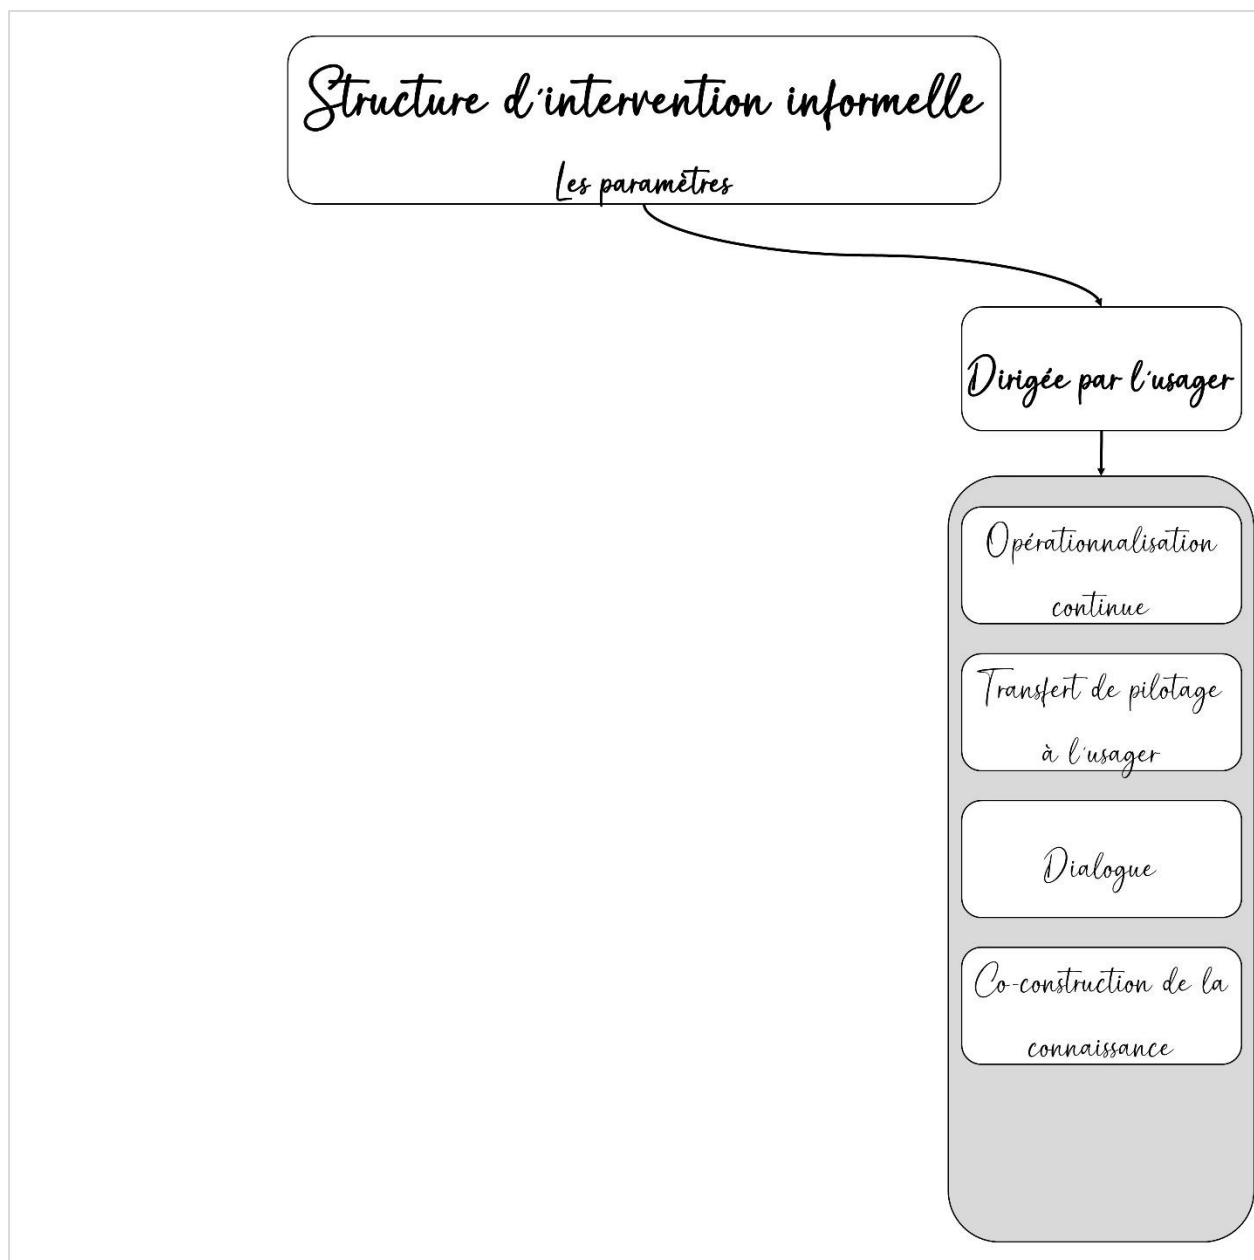 Structure d'intervention informelle
Les paramètres
Dirigée par l'usager
Opérationnalisation
continue
Transfert de pilotage
à l'usager
Dialogue
Co-construction de la
connaissance